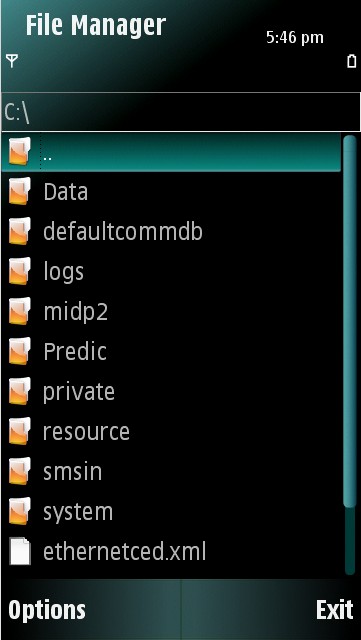 File Manager
5:46 pm
C:\
..
Data
defaultcommdb
logs
midp2
Predic
private
resource
smsin
system
ethernetced.xml
Options Exit